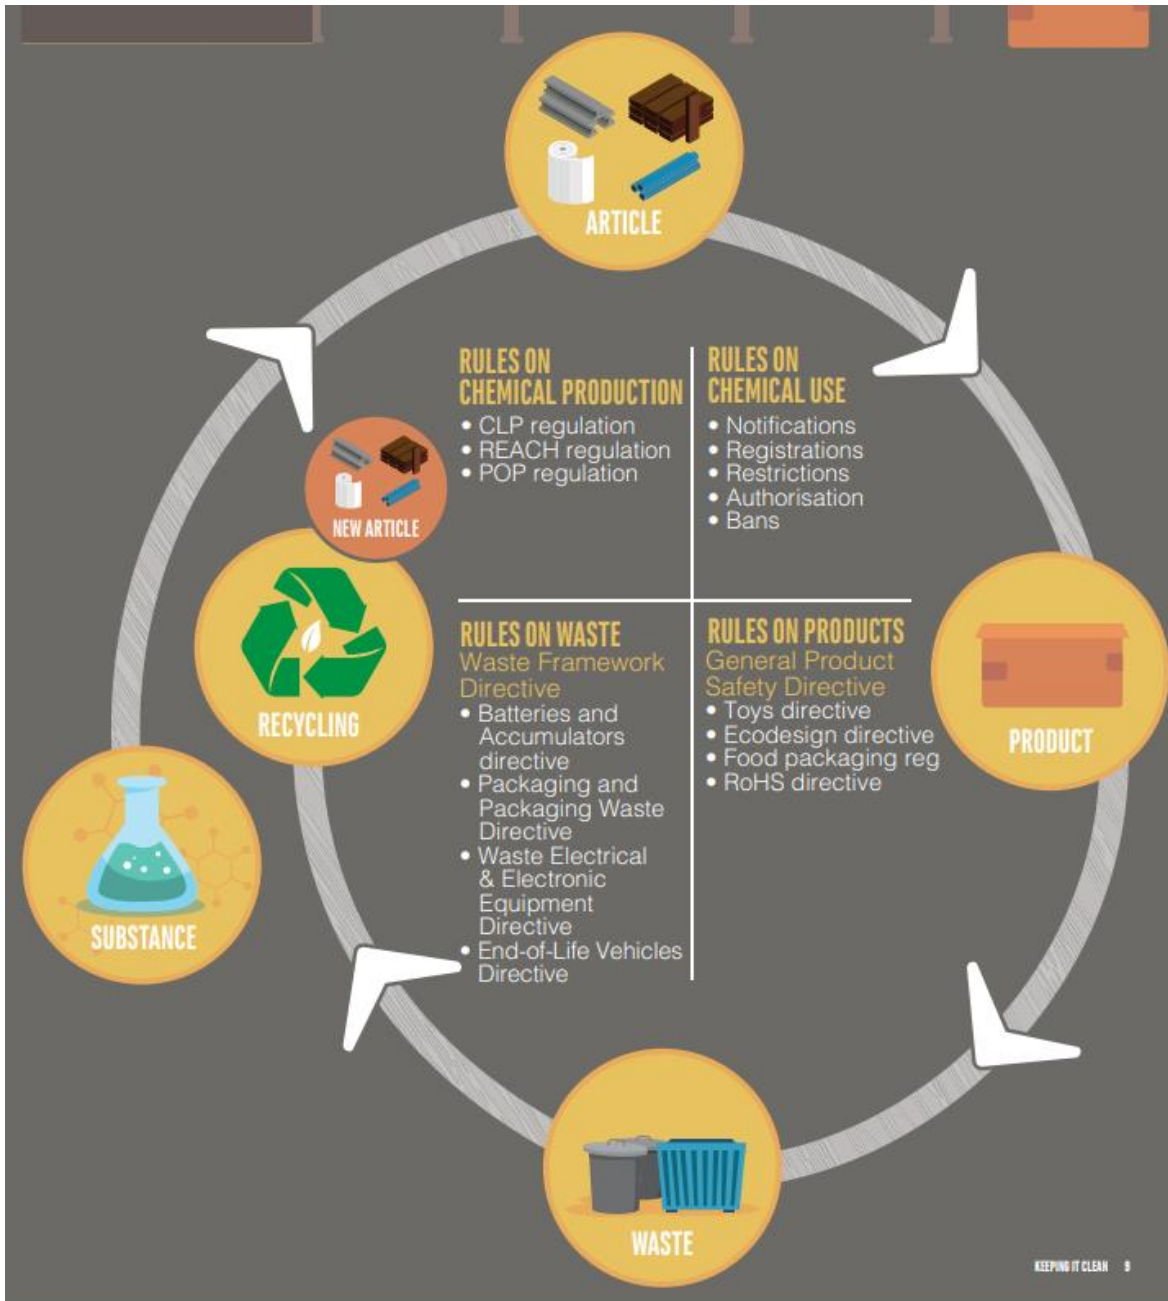 ARTICLE
RULES ON
CHEMICAL PRODUCTION
• CLP regulation
• REACH regulation
• POP regulation
RULES ON
CHEMICAL USE
• Notifications
• Registrations
• Restrictions
• Authorisation
• Bans
NEW ARTICLE
RECYCLING
SUBSTANCE
RULES ON WASTE
Waste Framework
Directive
• Batteries and
Accumulators
directive
• Packaging and
Packaging Waste
Directive
• Waste Electrical
& Electronic
Equipment
Directive
• End-of-Life Vehicles
Directive
RULES ON PRODUCTS
General Product
Safety Directive
• Toys directive
• Ecodesign directive
• Food packaging reg
• RoHS directive
PRODUCT
WASTE
KEEPING IT CLEAN 9